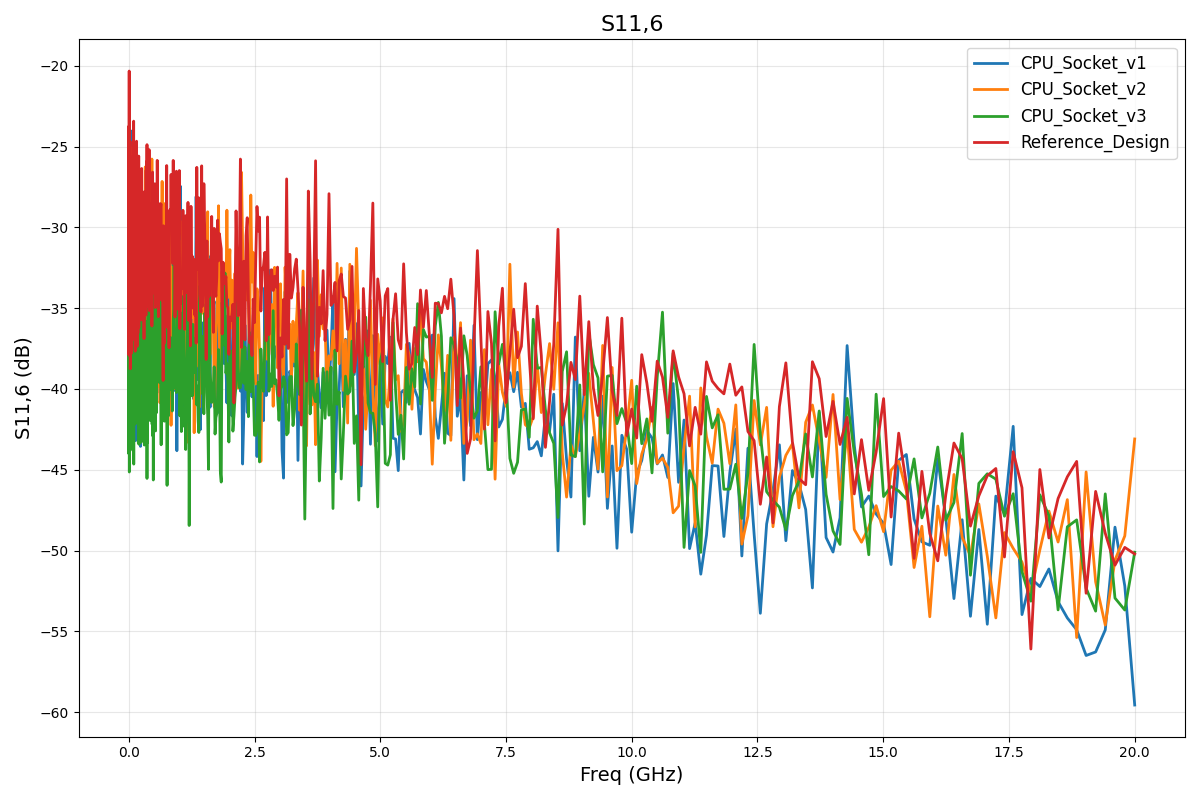 S11,6
CPU_Socket_v1
CPU_Socket_v2
CPU_Socket_v3
Reference_Design
S11,6 (dB)
−20
−25
−30
−35
−40
−45
−50
−55
−60
0.0 2.5 5.0 7.5 10.0 12.5 15.0 17.5 20.0
Freq (GHz)